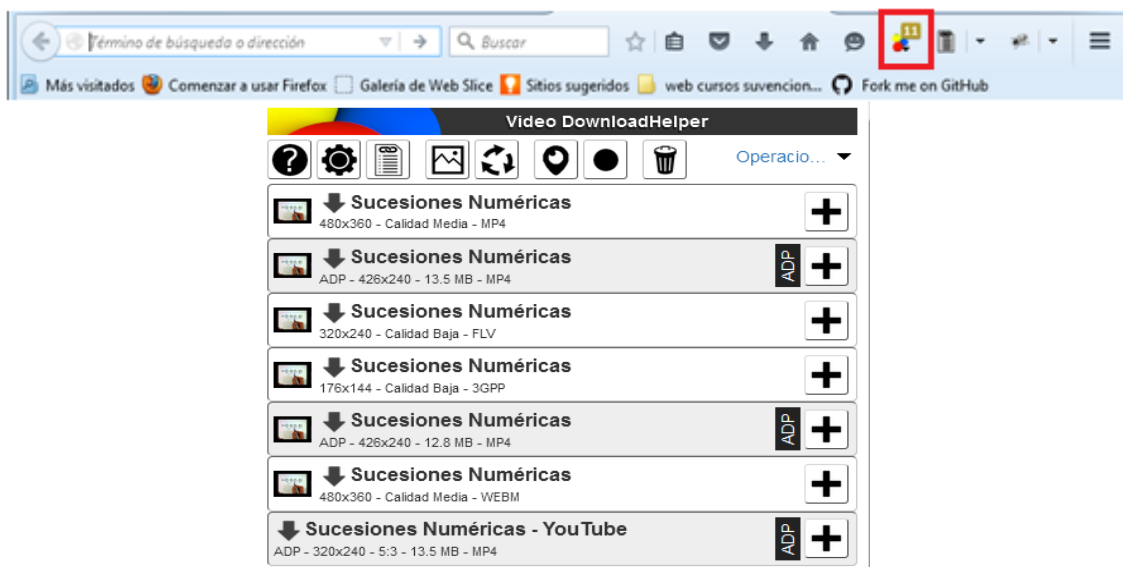 Término de búsqueda o dirección
Buscar
11
Más visitados Comenzar a usar Firefox Galería de Web Slice Sitios sugeridos web cursos suvencion... Fork me on GitHub
Video DownloadHelper
Operacio...
Sucesiones Numéricas
480x360 - Calidad Media - MP4
Sucesiones Numéricas
ADP - 426x240 - 13.5 MB - MP4
ADP
Sucesiones Numéricas
320x240 - Calidad Baja - FLV
Sucesiones Numéricas
176x144 - Calidad Baja - 3GPP
Sucesiones Numéricas
ADP - 426x240 - 12.8 MB - MP4
ADP
Sucesiones Numéricas
480x360 - Calidad Media - WEBM
Sucesiones Numéricas - YouTube
ADP - 320x240 - 5:3 - 13.5 MB - MP4
ADP